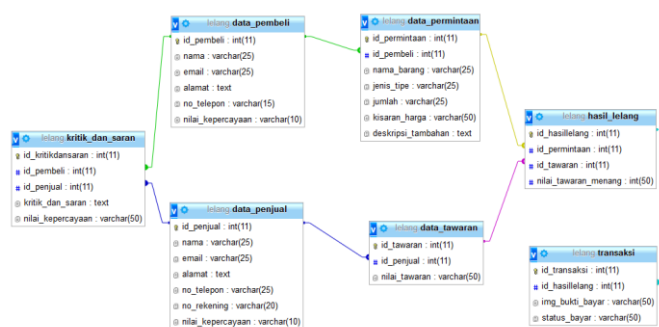 lelang data_pembeli
id_pembeli : int(11)
nama : varchar(25)
email : varchar(25)
alamat : text
no_telepon : varchar(15)
nilai_kepercayaan : varchar(10)
lelang data_permintaan
id_permintaan : int(11)
id_pembeli : int(11)
nama_barang : varchar(25)
jenis_tipe : varchar(25)
jumlah : varchar(25)
kisaran_harga : varchar(50)
deskripsi_tambahan : text
lelang hasil_lelang
id_hasillelang : int(11)
id_permintaan : int(11)
id_tawaran : int(11)
nilai_tawaran_menang : int(50)
lelang kritik_dan_saran
id_kritikdansaran : int(11)
id_pembeli : int(11)
id_penjual : int(11)
kritik_dan_saran : text
nilai_kepercayaan : varchar(50)
lelang data_penjual
id_penjual : int(11)
nama : varchar(25)
email : varchar(25)
alamat : text
no_telepon : varchar(25)
no_rekening : varchar(20)
nilai_kepercayaan : varchar(10)
lelang data_tawaran
id_tawaran : int(11)
id_penjual : int(11)
nilai_tawaran : varchar(50)
lelang transaksi
id_transaksi : int(11)
id_hasillelang : int(11)
img_bukti_bayar : varchar(50)
status_bayar : varchar(50)